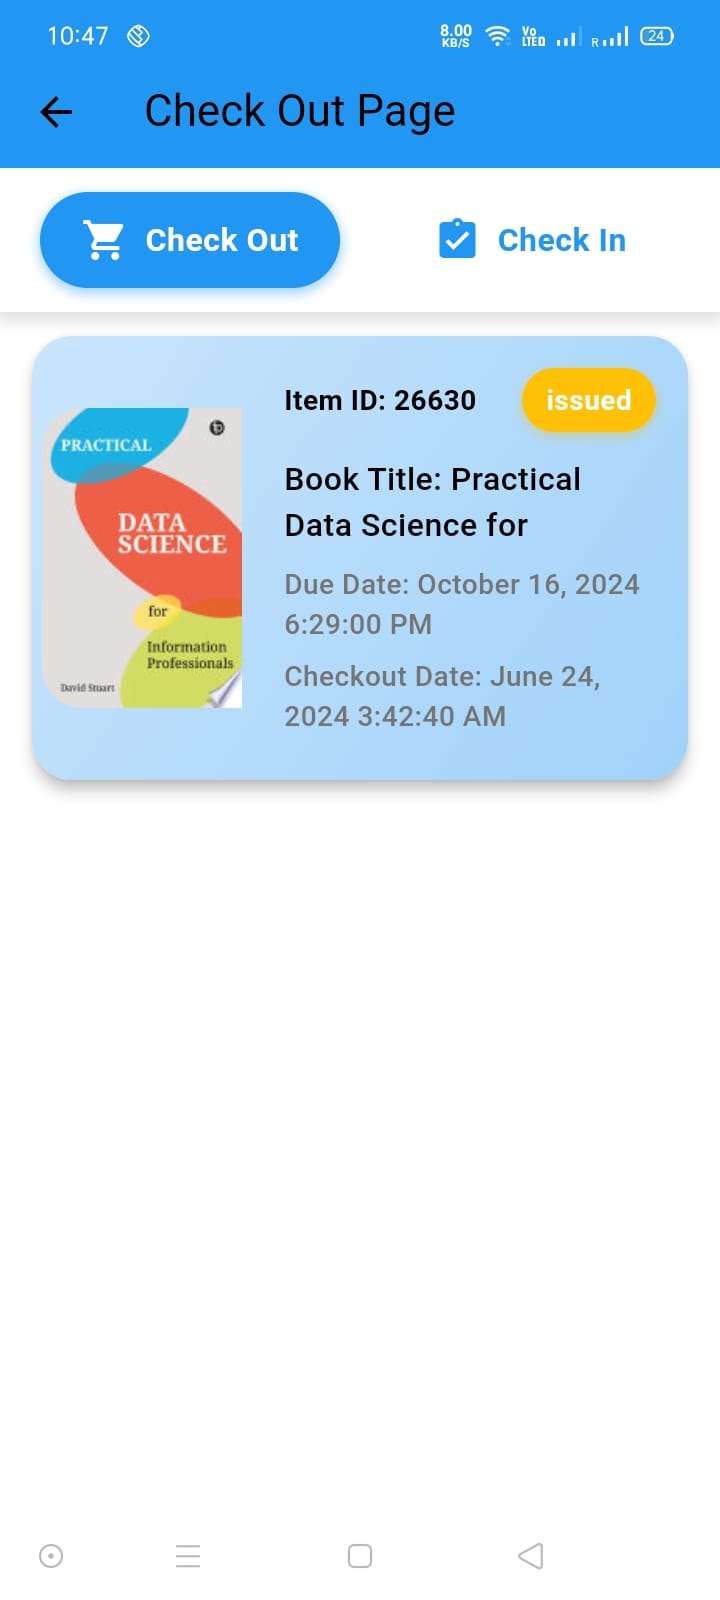 10:47
8.00
KB/S
Vo
LTE
R
24
Check Out Page
Check Out
Check In
Item ID: 26630
issued
Book Title: Practical
Data Science for
Due Date: October 16, 2024
6:29:00 PM
Checkout Date: June 24,
2024 3:42:40 AM
PRACTICAL
DATA
SCIENCE
for
Information
Professionals
David Stuart